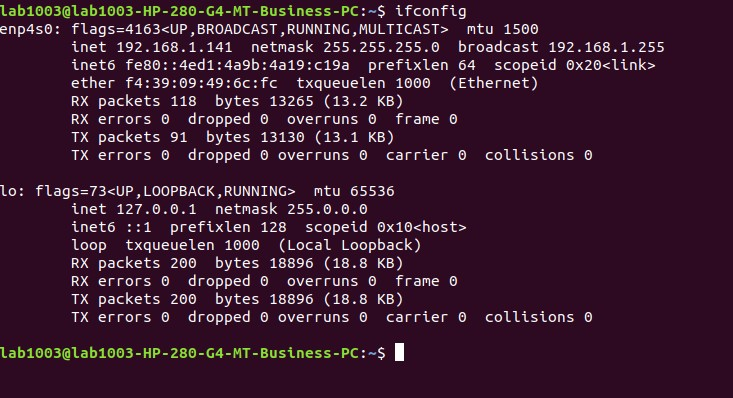 lab1003@lab1003-HP-280-G4-MT-Business-PC:~$ ifconfig
enp4s0: flags=4163<UP,BROADCAST,RUNNING,MULTICAST>  mtu 1500
        inet 192.168.1.141  netmask 255.255.255.0  broadcast 192.168.1.255
        inet6 fe80::4ed1:4a9b:4a19:c19a  prefixlen 64  scopeid 0x20<link>
        ether f4:39:09:49:6c:fc  txqueuelen 1000  (Ethernet)
        RX packets 118  bytes 13265 (13.2 KB)
        RX errors 0  dropped 0  overruns 0  frame 0
        TX packets 91  bytes 13130 (13.1 KB)
        TX errors 0  dropped 0 overruns 0  carrier 0  collisions 0

lo: flags=73<UP,LOOPBACK,RUNNING>  mtu 65536
        inet 127.0.0.1  netmask 255.0.0.0
        inet6 ::1  prefixlen 128  scopeid 0x10<host>
        loop  txqueuelen 1000  (Local Loopback)
        RX packets 200  bytes 18896 (18.8 KB)
        RX errors 0  dropped 0  overruns 0  frame 0
        TX packets 200  bytes 18896 (18.8 KB)
        TX errors 0  dropped 0 overruns 0  carrier 0  collisions 0

lab1003@lab1003-HP-280-G4-MT-Business-PC:~$